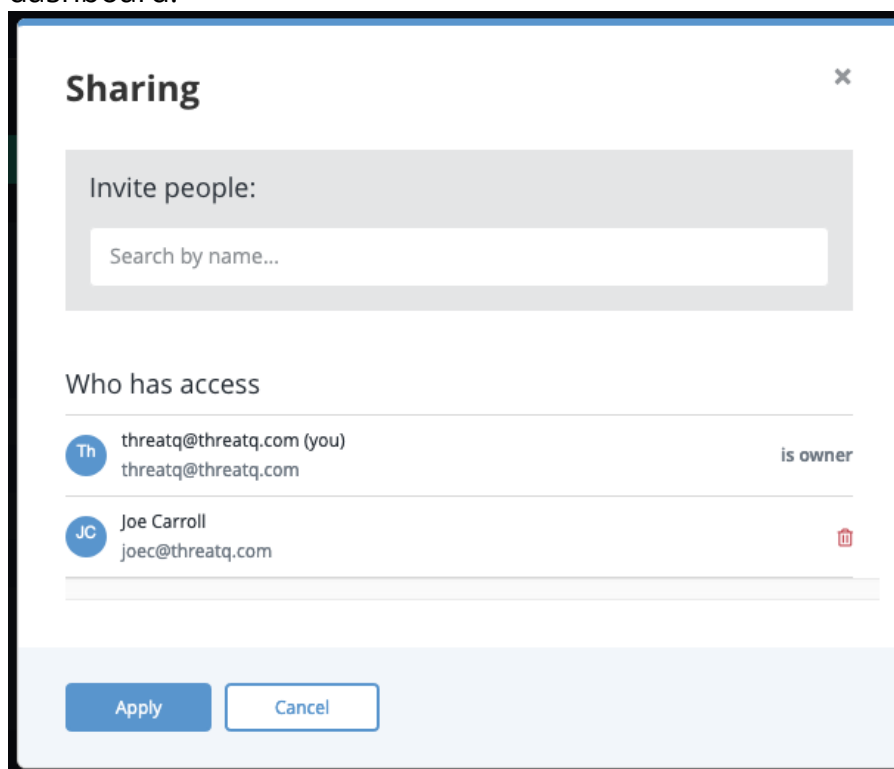 dashboard.
Sharing
×
Invite people:
Search by name...
Who has access
Th
threatq@threatq.com (you)
threatq@threatq.com
is owner
JC
Joe Carroll
joec@threatq.com
Apply
Cancel